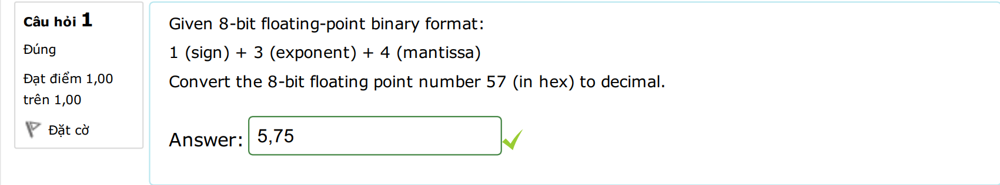 Câu hỏi 1
Đúng
Đạt điểm 1,00
trên 1,00
Đặt cờ
Given 8-bit floating-point binary format:
1 (sign) + 3 (exponent) + 4 (mantissa)
Convert the 8-bit floating point number 57 (in hex) to decimal.
Answer: 5,75